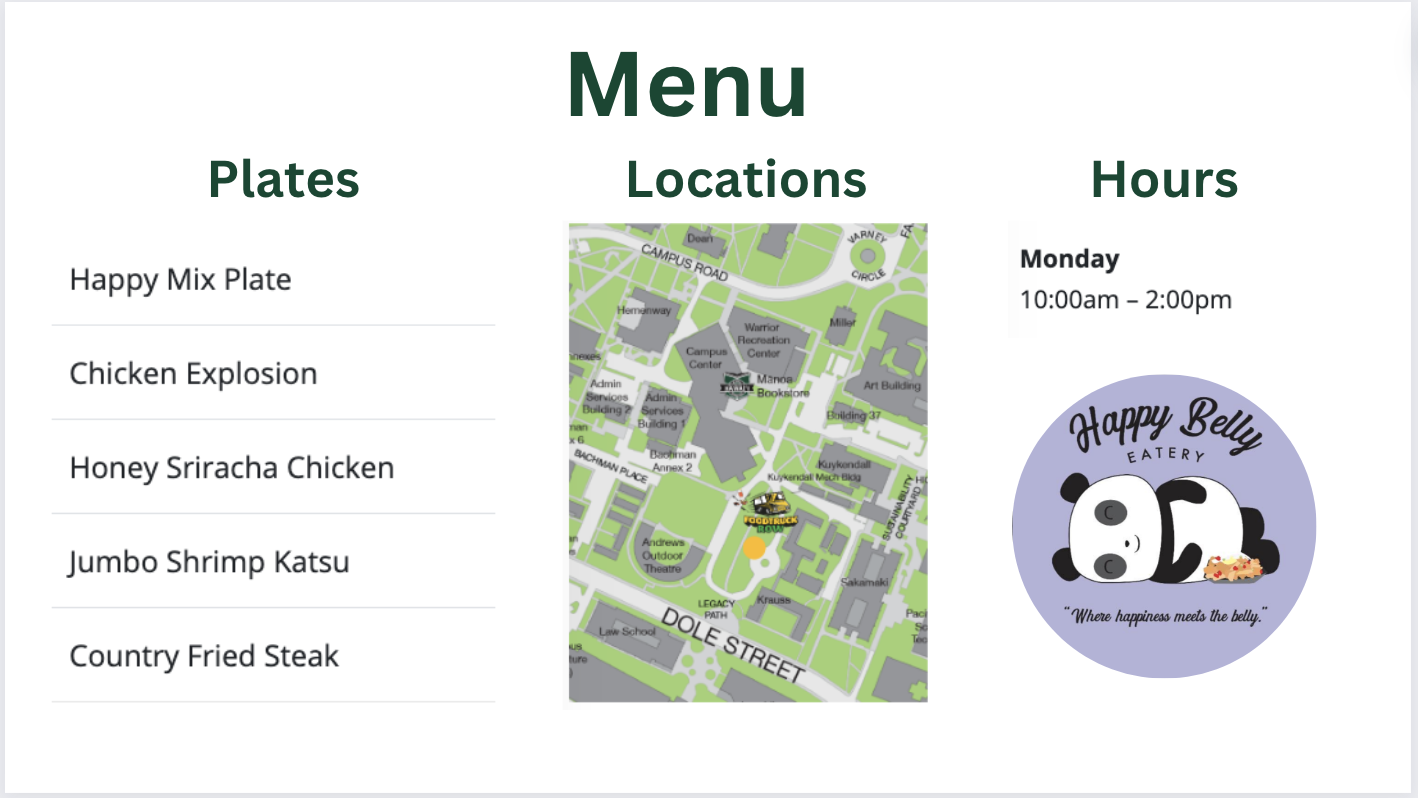 Menu
Plates
Happy Mix Plate
Chicken Explosion
Honey Sriracha Chicken
Jumbo Shrimp Katsu
Country Fried Steak
Locations
Dean
CAMPUS ROAD
VARNEY
CIRCLE
Hemenway
Warrior
Recreation
Center
Miller
Campus
Center
Manoa
Bookstore
Art Building
Admin
Services
Building 2
Admin
Services
Building 1
Building 37
Bachman
Annex 2
BACHMAN PLACE
Kuykendall
Kuykendall Mech Bldg
SUSTAINABILITY
COURTYARD
FOODTRUCK
ROW
Andrews
Outdoor
Theatre
Sakamaki
LEGACY
PATH
Krauss
Law School
DOLE STREET
Hours
Monday
10:00am – 2:00pm
Happy Belly
EATERY
"Where happiness meets the belly."